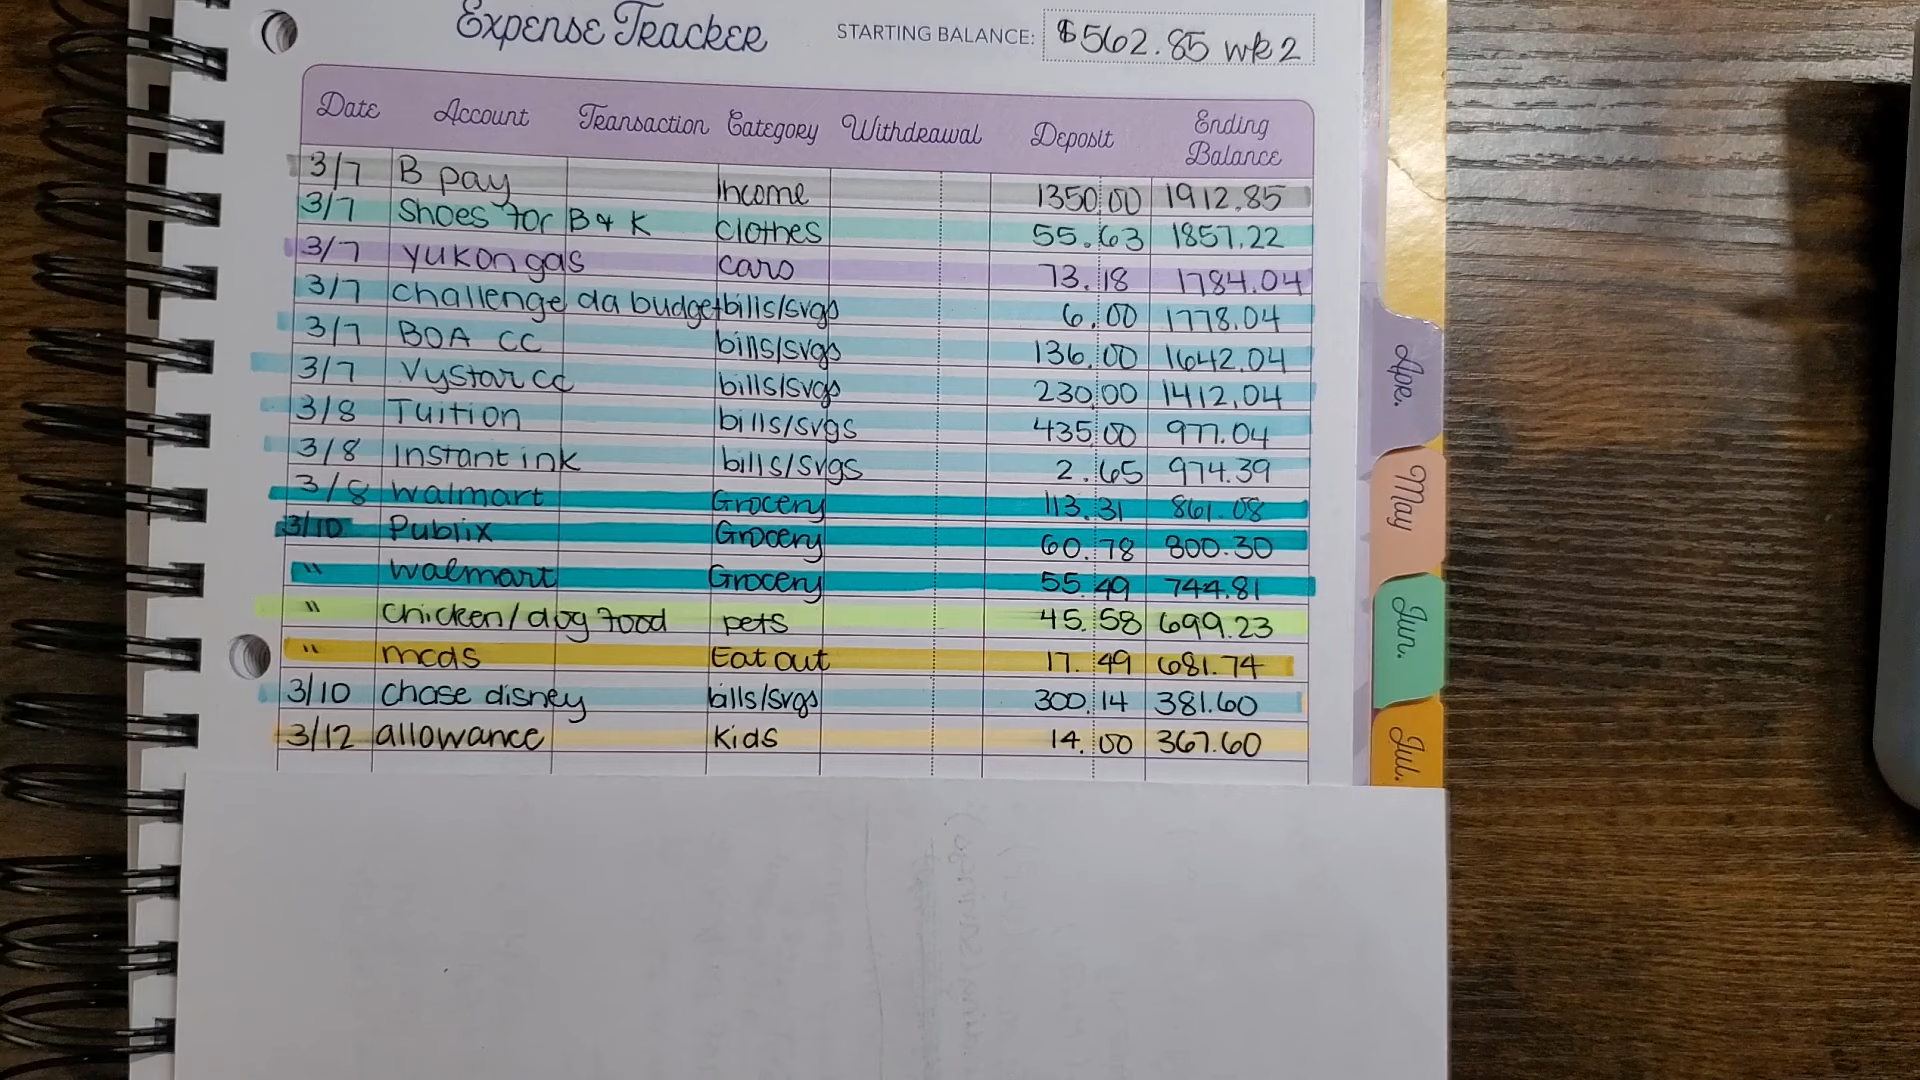 Expense Tracker STARTING BALANCE: $562.85 wk 2
Date Account Transaction Category Withdrawal Deposit Ending Balance
3/7 B pay Income 1350.00 1912.85
3/7 Shoes for B & K clothes 55.63 1857.22
3/7 yukon gas cars 73.18 1784.04
3/7 challenge da budget bills/svgs 6.00 1778.04
3/7 BOA CC bills/svgs 136.00 1642.04
3/7 Vystar cc bills/svgs 230.00 1412.04
3/8 Tuition bills/svgs 435.00 977.04
3/8 Instant ink bills/svgs 2.65 974.39
3/8 walmart Grocery 113.31 861.08
3/10 Publix Grocery 60.78 800.30
" walmart Grocery 55.49 744.81
" chicken/dog food pets 45.58 699.23
" mcds Eat out 17.49 681.74
3/10 chase disney bills/svgs 300.14 381.60
3/12 allowance Kids 14.00 367.60
Apr.
May
Jun.
Jul.